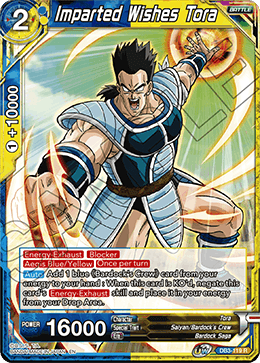 2
Imparted Wishes Tora
BATTLE
1 +10000
Energy-Exhaust Blocker
Aegis Blue/Yellow Once per turn
Auto Add 1 blue 《Bardock's Crew》 card from your
energy to your hand : When this card is KO'd, negate this
card's Energy-Exhaust skill and place it in your energy
from your Drop Area.
POWER 16000
Character Tora
Special Trait Saiyan/Bardock's Crew
Era Bardock Saga
DB3-119 R